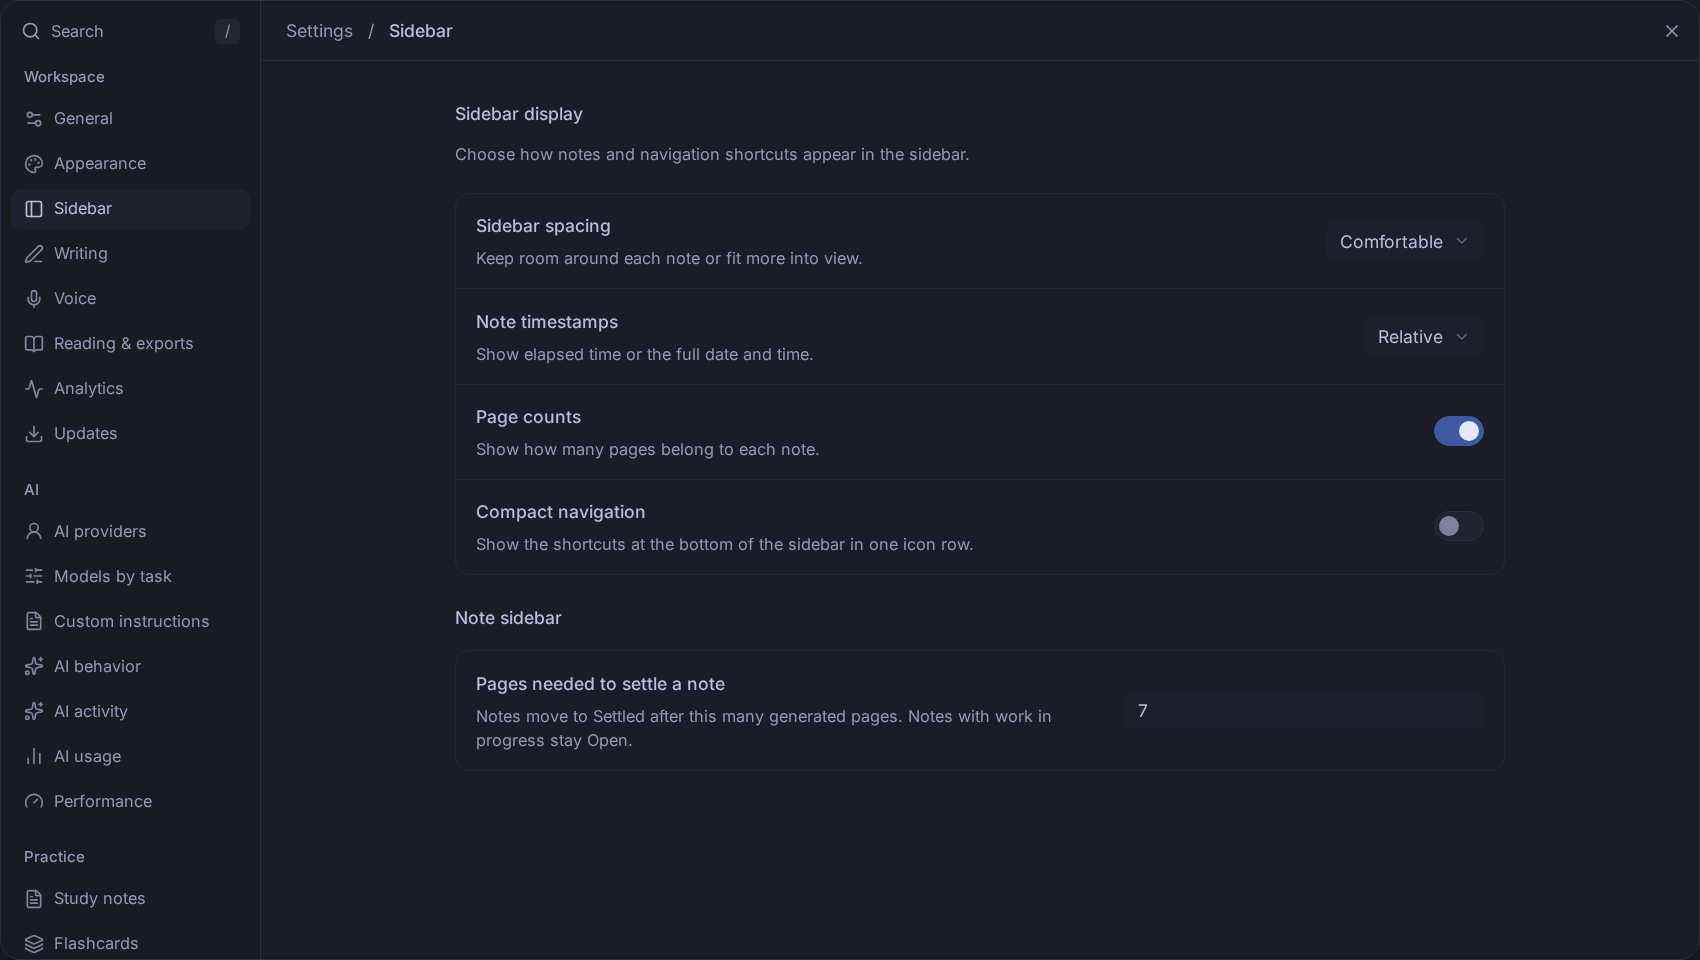 Search
/
Workspace
General
Appearance
Sidebar
Writing
Voice
Reading & exports
Analytics
Updates
AI
AI providers
Models by task
Custom instructions
AI behavior
AI activity
AI usage
Performance
Practice
Study notes
Flashcards
Settings / Sidebar
Sidebar display
Choose how notes and navigation shortcuts appear in the sidebar.
Sidebar spacing
Keep room around each note or fit more into view.
Comfortable
Note timestamps
Show elapsed time or the full date and time.
Relative
Page counts
Show how many pages belong to each note.
Compact navigation
Show the shortcuts at the bottom of the sidebar in one icon row.
Note sidebar
Pages needed to settle a note
Notes move to Settled after this many generated pages. Notes with work in
progress stay Open.
7